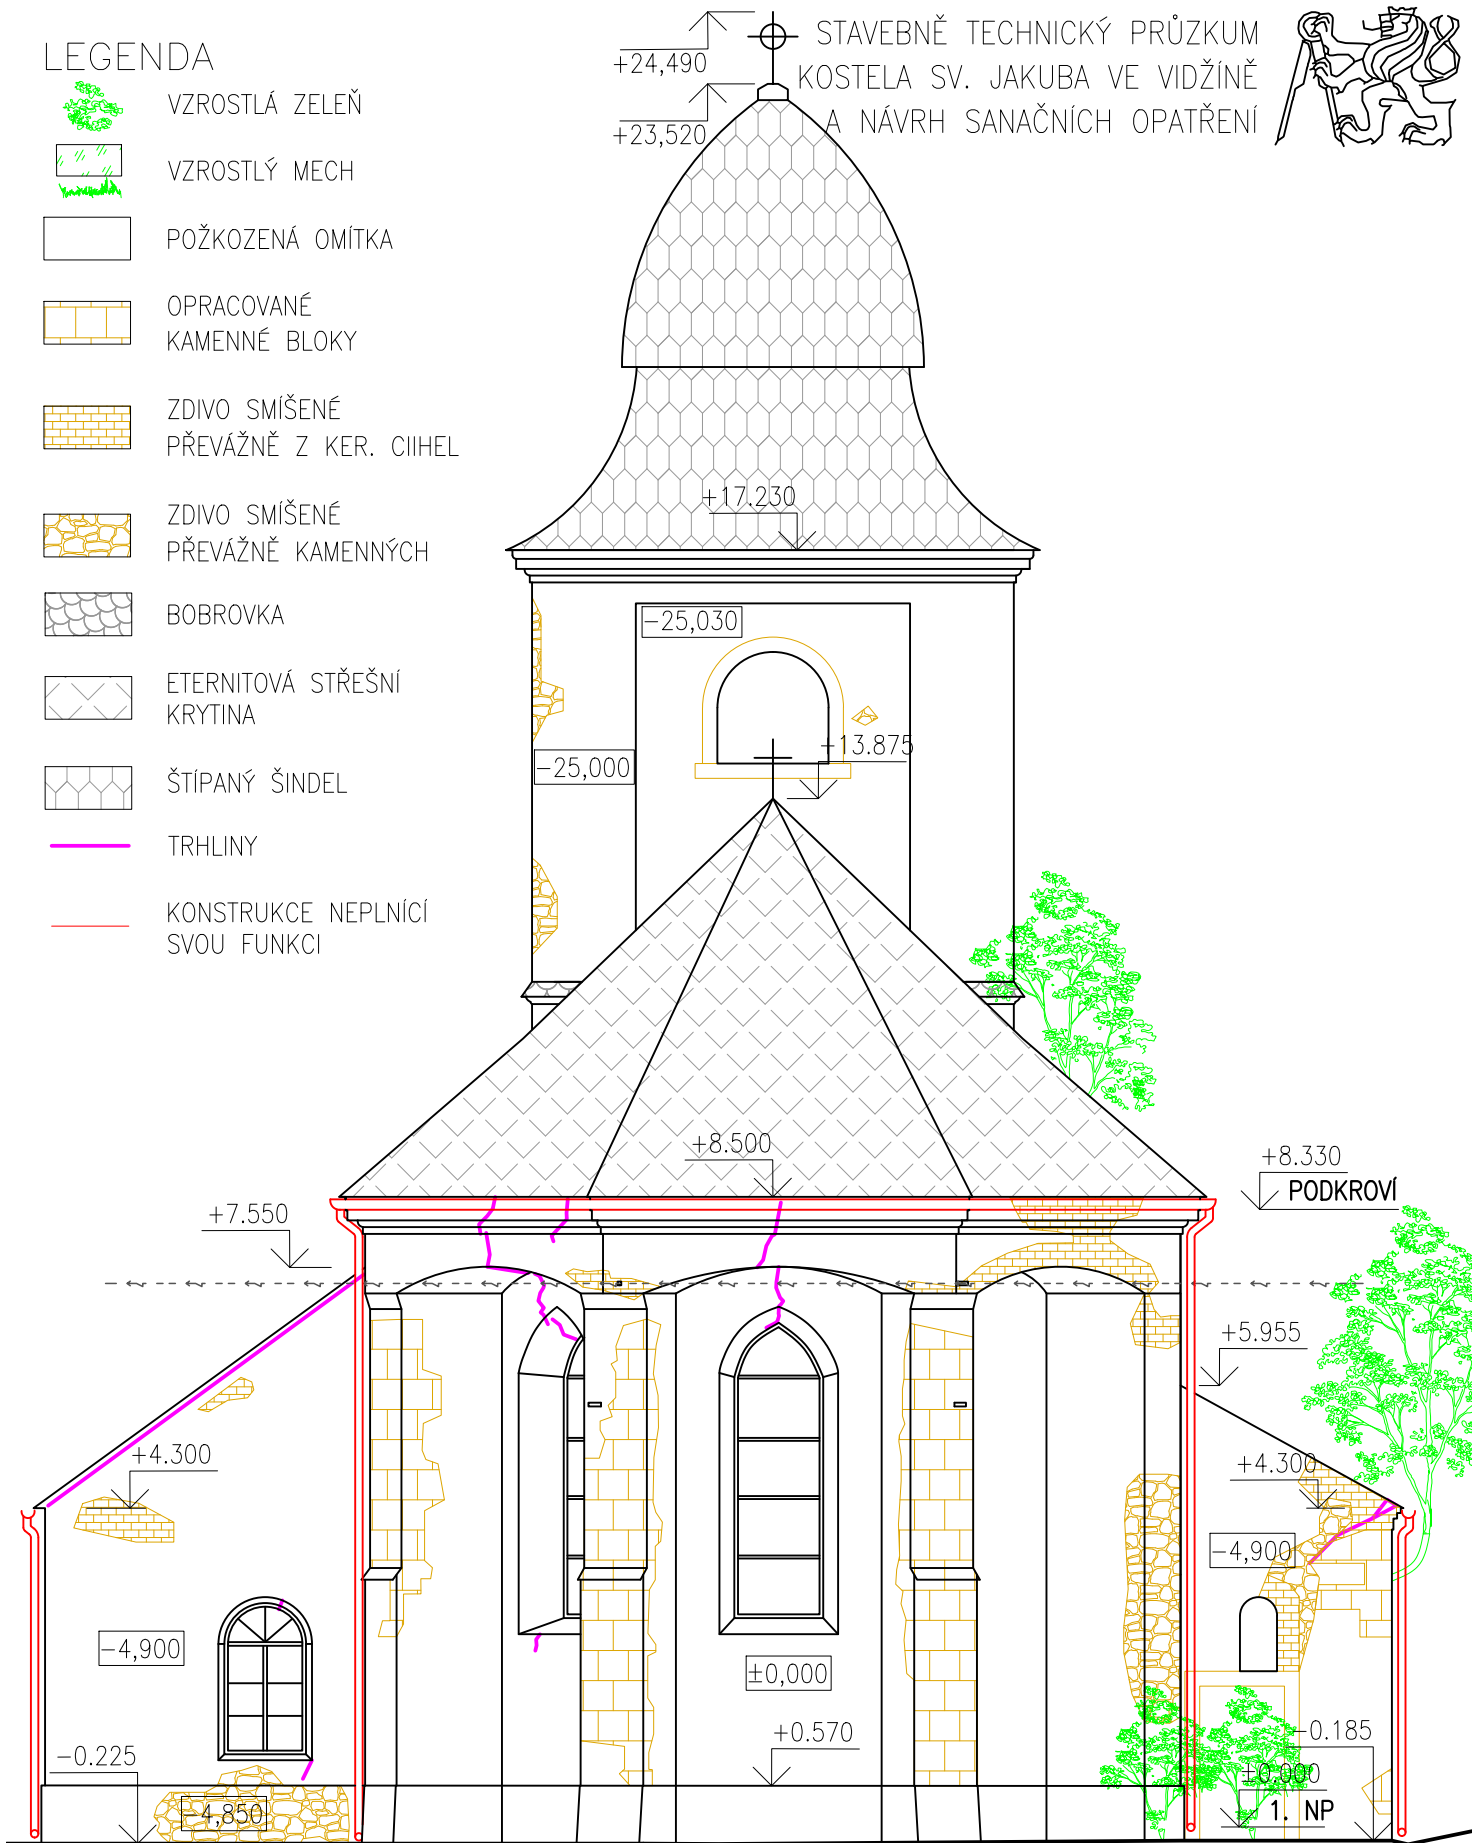 STAVEBNĚ TECHNICKÝ PRŮZKUM
KOSTELA SV. JAKUBA VE VIDŽÍNĚ
A NÁVRH SANAČNÍCH OPATŘENÍ
LEGENDA
VZROSTLÁ ZELEŇ
VZROSTLÝ MECH
POŽKOZENÁ OMÍTKA
OPRACOVANÉ
KAMENNÉ BLOKY
ZDIVO SMÍŠENÉ
PŘEVÁŽNĚ Z KER. CIIHEL
ZDIVO SMÍŠENÉ
PŘEVÁŽNĚ KAMENNÝCH
BOBROVKA
ETERNITOVÁ STŘEŠNÍ
KRYTINA
ŠTÍPANÝ ŠINDEL
TRHLINY
KONSTRUKCE NEPLNÍCÍ
SVOU FUNKCI
+24,490
+23,520
+17.230
-25,030
+13.875
-25,000
+8.500
+8.330
PODKROVÍ
+7.550
+5.955
+4.300
+4.300
-4,900
-4,900
±0,000
+0.570
-0.185
-0.225
±0.000
1. NP
-4,850